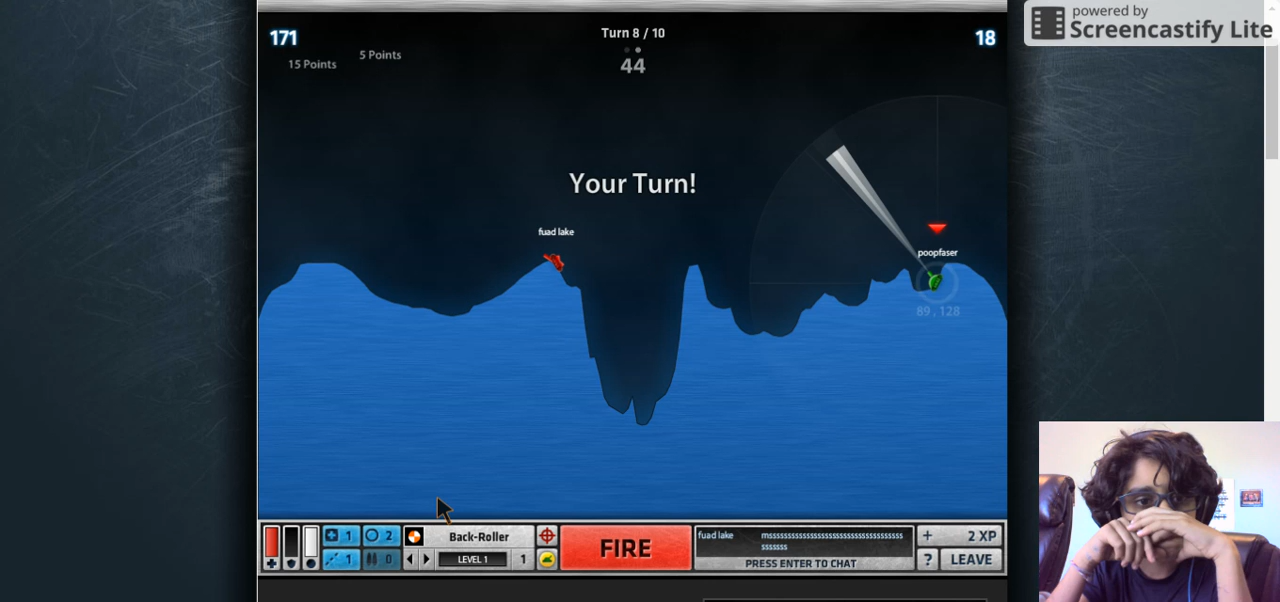 powered by
Screencastify Lite
171
Turn 8 / 10
18
15 Points
5 Points
44
Your Turn!
fuad lake
poopfaser
89 , 128
1
2
Back-Roller
1
0
LEVEL 1
1
FIRE
fuad lake
PRESS ENTER TO CHAT
+
2 XP
?
LEAVE